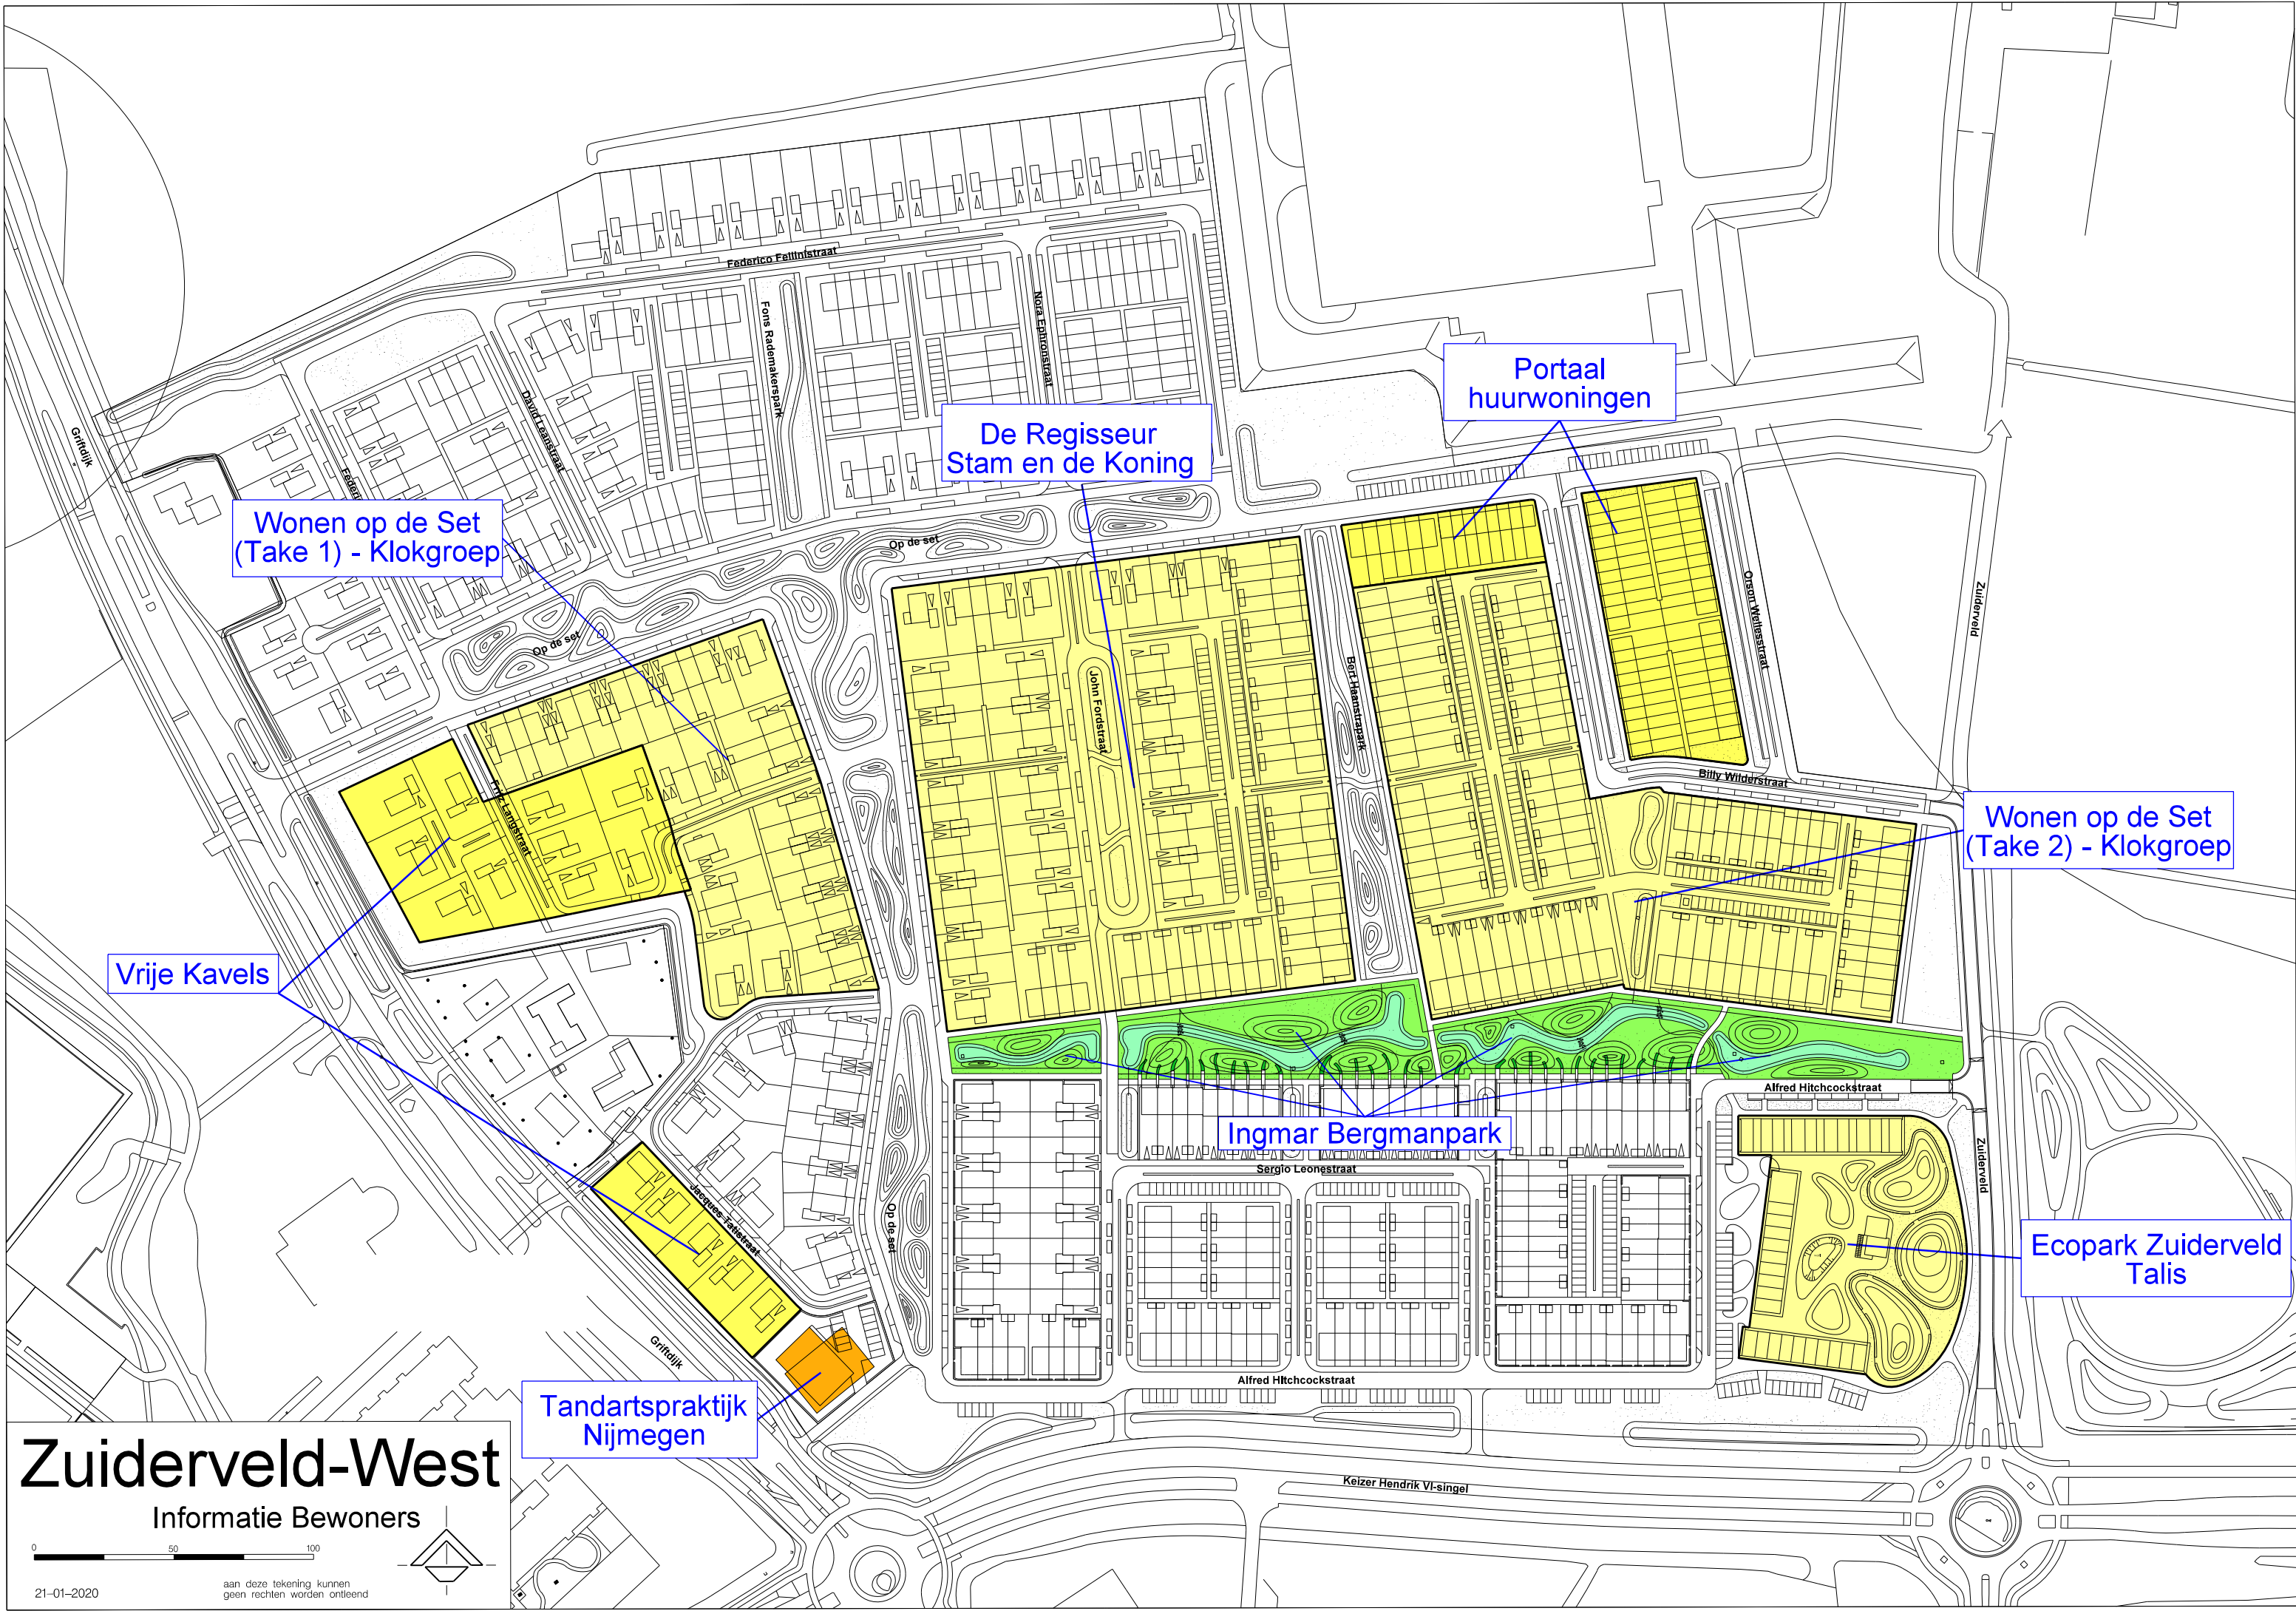 Federico Fellinistraat
Fons Rademakerspark
Nora Ephronstraat
David Leanstraat
Griftdijk
Portaal
huurwoningen
De Regisseur
Stam en de Koning
Wonen op de Set
(Take 1) - Klokgroep
Op de set
Op de set
Orson Wellesstraat
Zuiderveld
Bert Haanstrapark
John Fordstraat
Billy Wilderstraat
Fritz Langstraat
Wonen op de Set
(Take 2) - Klokgroep
Vrije Kavels
Alfred Hitchcockstraat
Ingmar Bergmanpark
Sergio Leonestraat
Zuiderveld
Jacques Tatistraat
Op de set
Ecopark Zuiderveld
Talis
Griftdijk
Alfred Hitchcockstraat
Tandartspraktijk
Nijmegen
Keizer Hendrik VI-singel
Zuiderveld-West
Informatie Bewoners
0 50 100
21-01-2020
aan deze tekening kunnen
geen rechten worden ontleend